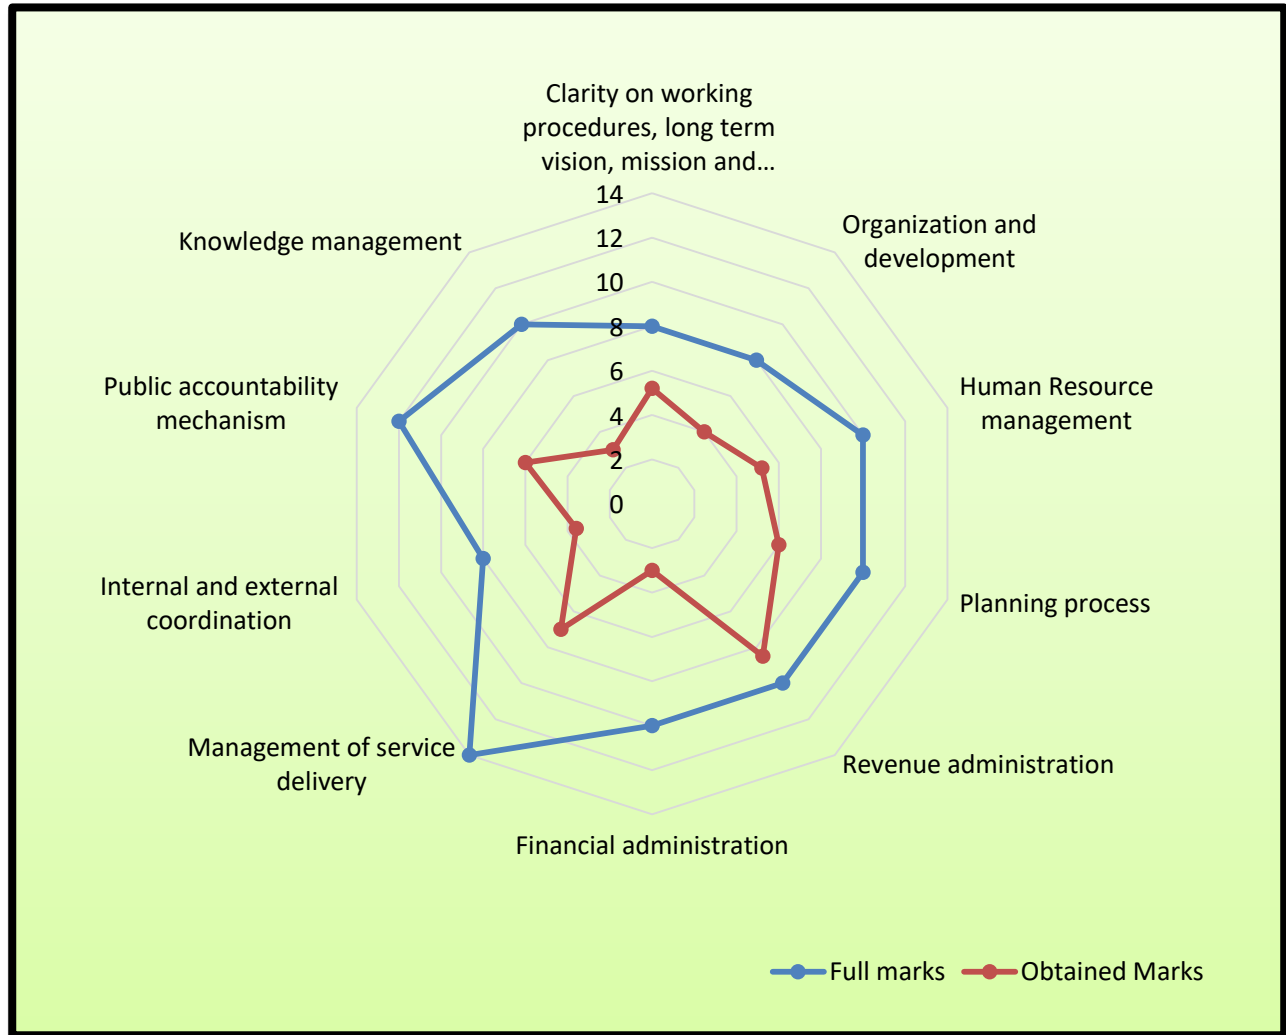 Clarity on working
procedures, long term
vision, mission and...
14
12
10
8
6
4
2
0
Organization and
development
Human Resource
management
Planning process
Revenue administration
Financial administration
Management of service
delivery
Internal and external
coordination
Public accountability
mechanism
Knowledge management
Full marks
Obtained Marks